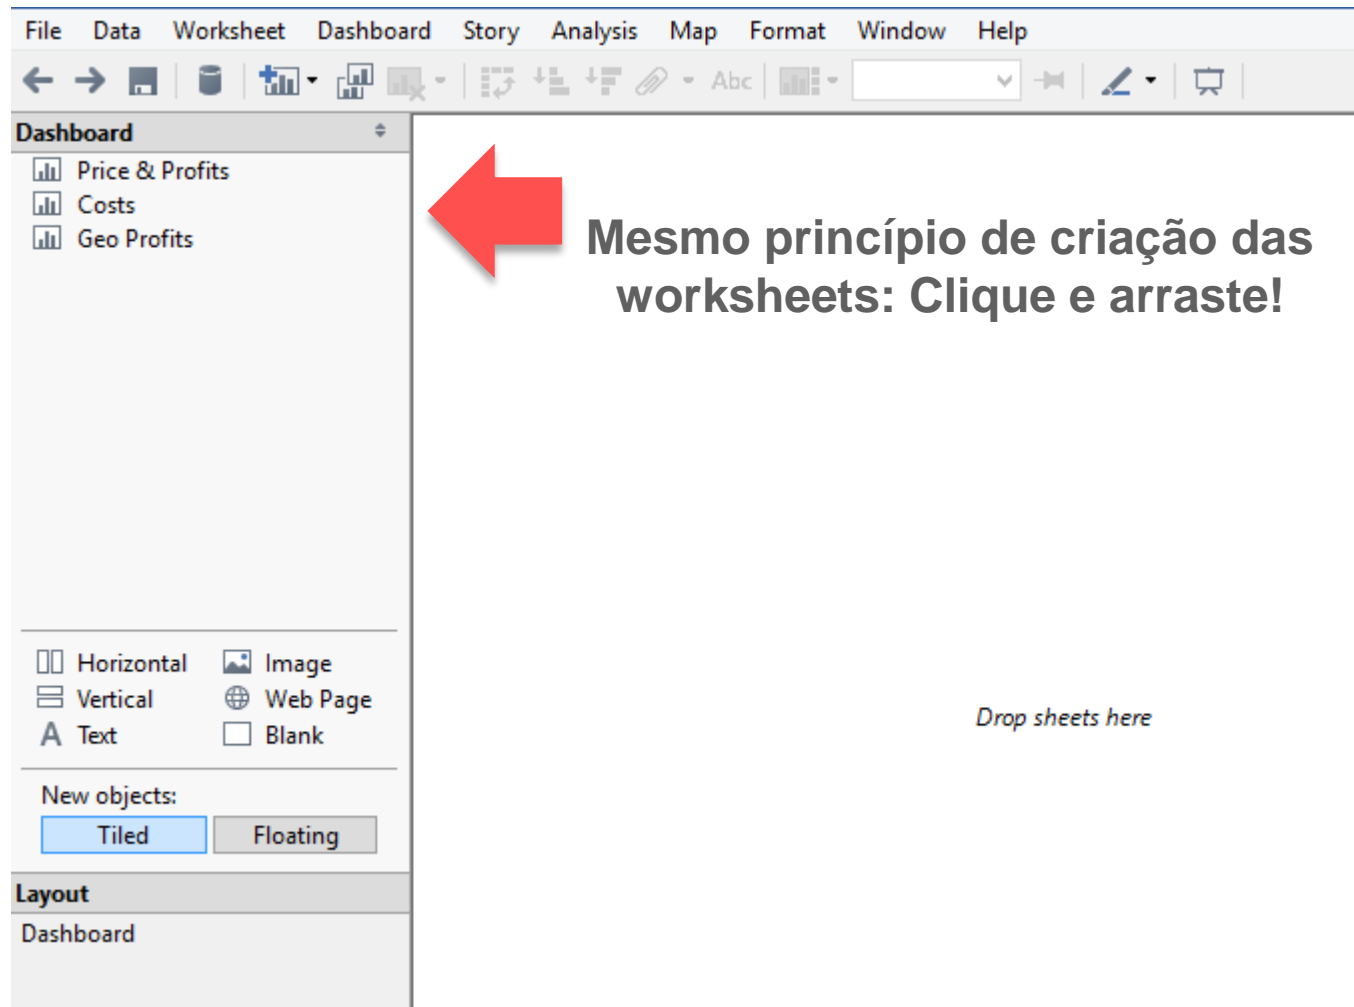 File Data Worksheet Dashboard Story Analysis Map Format Window Help
Abc
Dashboard
Price & Profits
Costs
Geo Profits
Mesmo princípio de criação das
worksheets: Clique e arraste!
Horizontal Image
Vertical Web Page
A Text Blank
Drop sheets here
New objects:
Tiled Floating
Layout
Dashboard